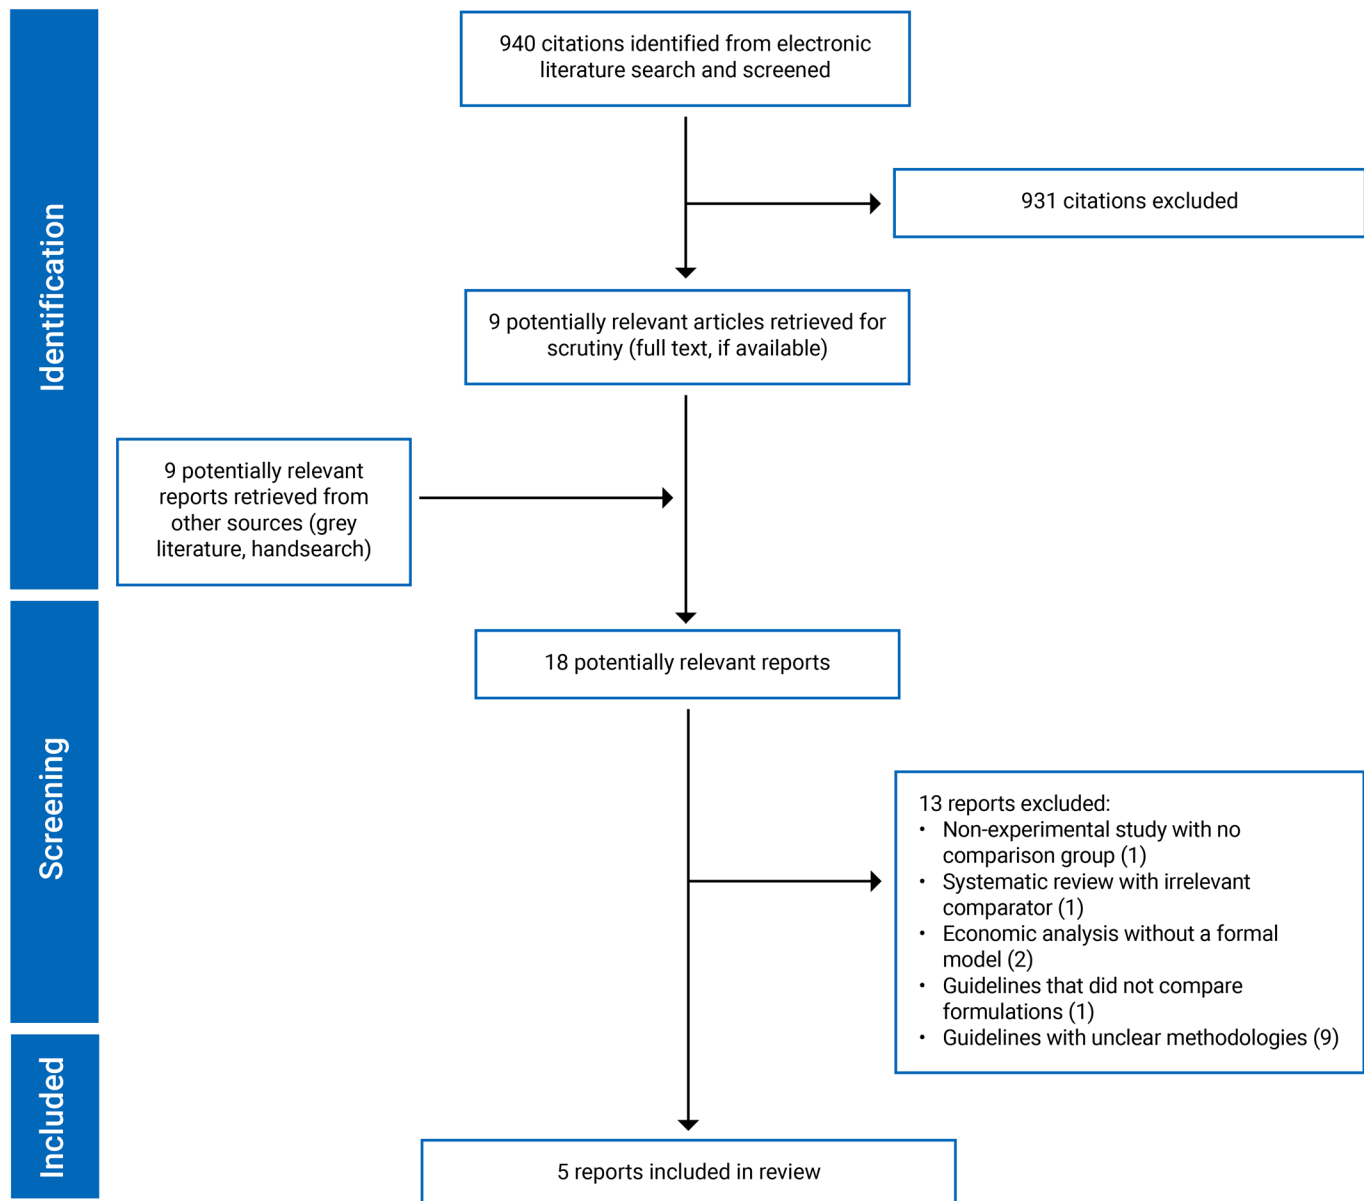 Identification
940 citations identified from electronic
literature search and screened
931 citations excluded
9 potentially relevant articles retrieved for
scrutiny (full text, if available)
9 potentially relevant
reports retrieved from
other sources (grey
literature, handsearch)
Screening
18 potentially relevant reports
13 reports excluded:
• Non-experimental study with no
comparison group (1)
• Systematic review with irrelevant
comparator (1)
• Economic analysis without a formal
model (2)
• Guidelines that did not compare
formulations (1)
• Guidelines with unclear methodologies (9)
Included
5 reports included in review